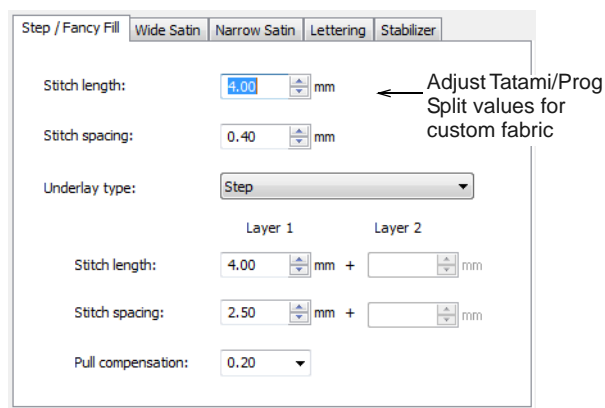 Step / Fancy Fill Wide Satin Narrow Satin Lettering Stabilizer
Stitch length: 4.00 mm
Adjust Tatami/Prog
Split values for
custom fabric
Stitch spacing: 0.40 mm
Underlay type: Step
Layer 1 Layer 2
Stitch length: 4.00 mm + mm
Stitch spacing: 2.50 mm + mm
Pull compensation: 0.20